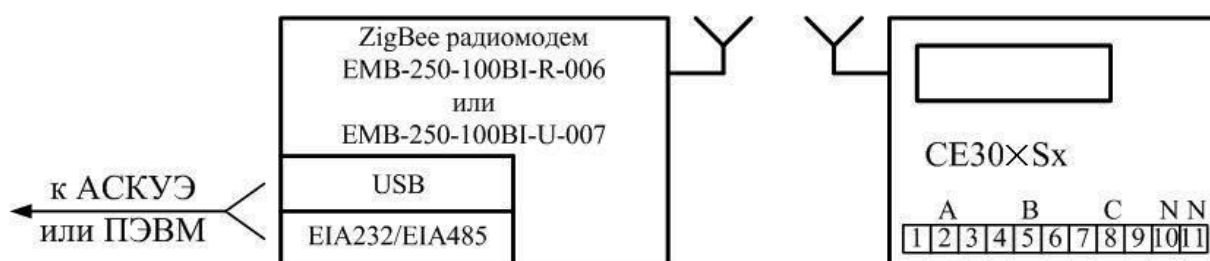 ZigBee радиомодем
EMB-250-100BI-R-006
или
EMB-250-100BI-U-007
USB
EIA232/EIA485
к АСКУЭ
или ПЭВМ
CE30×Sx
A B C N N
1 2 3 4 5 6 7 8 9 10 11